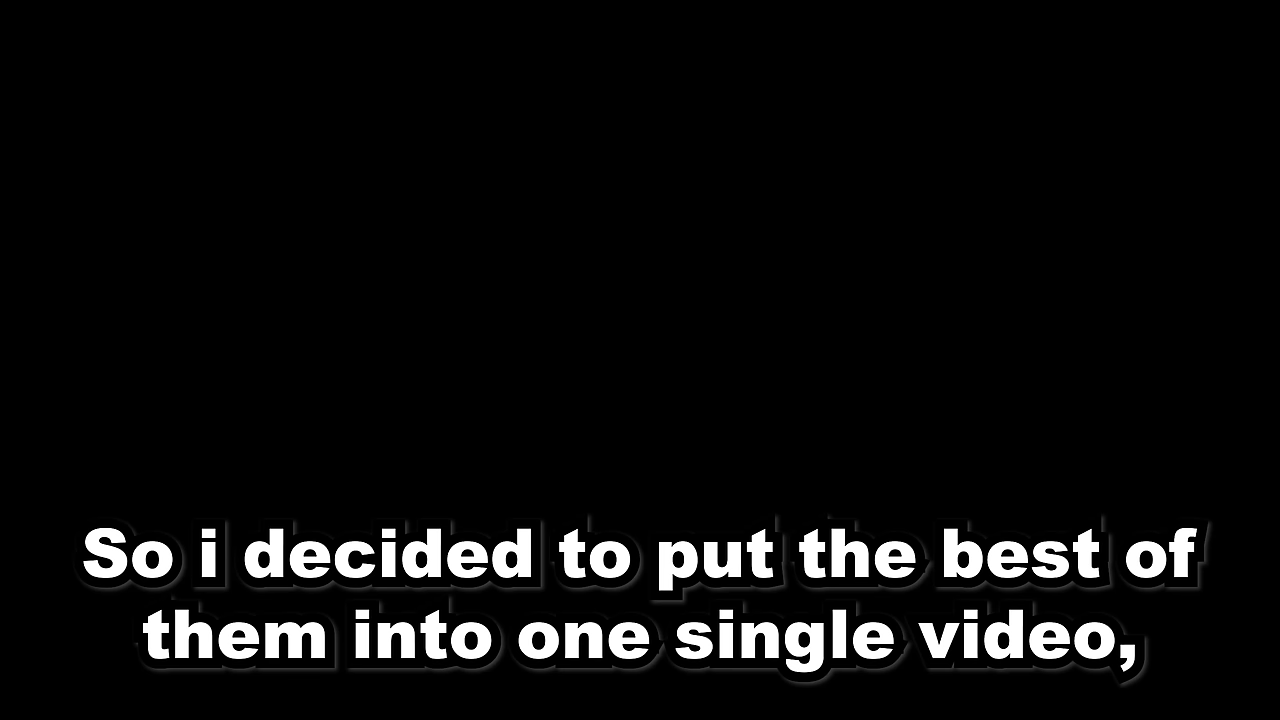 So i decided to put the best of
them into one single video,